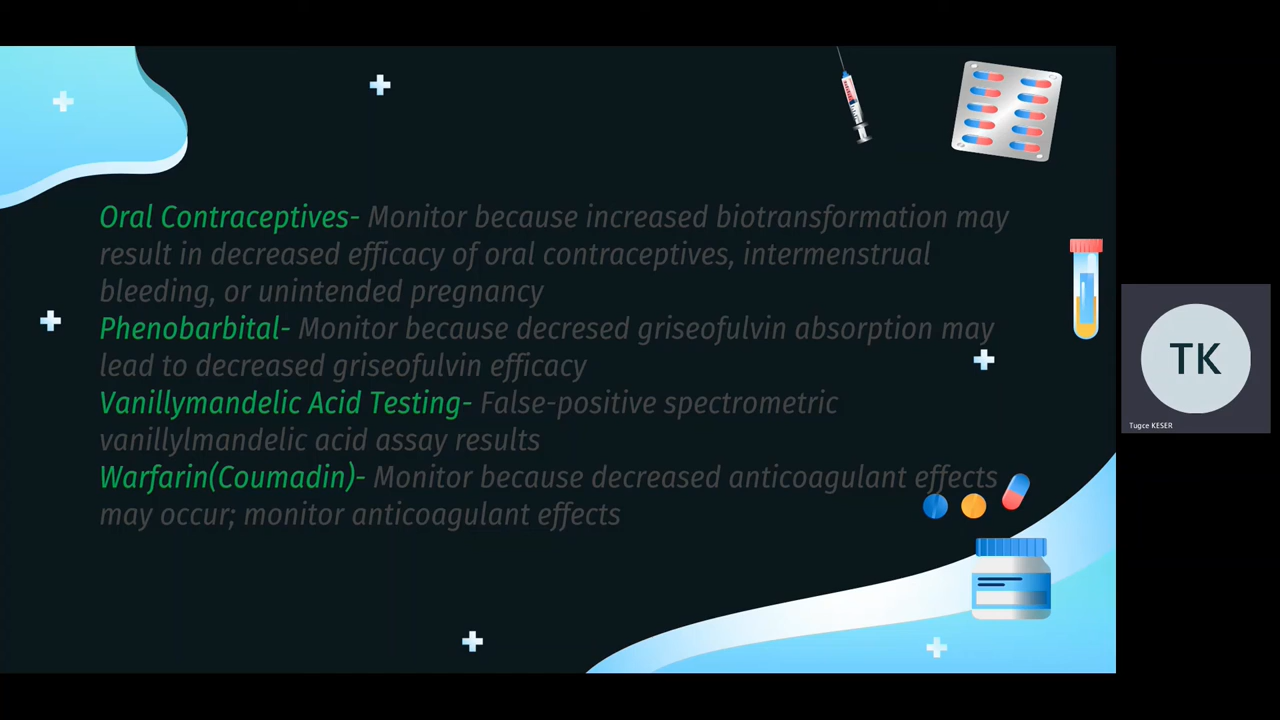 Oral Contraceptives- Monitor because increased biotransformation may
result in decreased efficacy of oral contraceptives, intermenstrual
bleeding, or unintended pregnancy
Phenobarbital- Monitor because decresed griseofulvin absorption may
lead to decreased griseofulvin efficacy
Vanillymandelic Acid Testing- False-positive spectrometric
vanillylmandelic acid assay results
Warfarin(Coumadin)- Monitor because decreased anticoagulant effects
may occur; monitor anticoagulant effects
TK
Tugce KESER